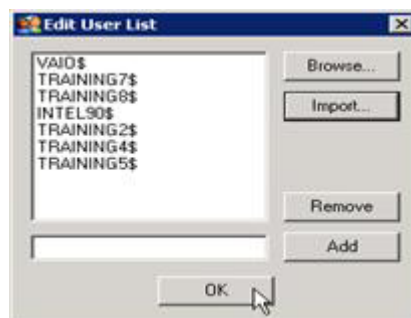 Edit User List
VAIO$
TRAINING7$
TRAINING8$
INTEL90$
TRAINING2$
TRAINING4$
TRAINING5$
Browse...
Import...
Remove
Add
OK